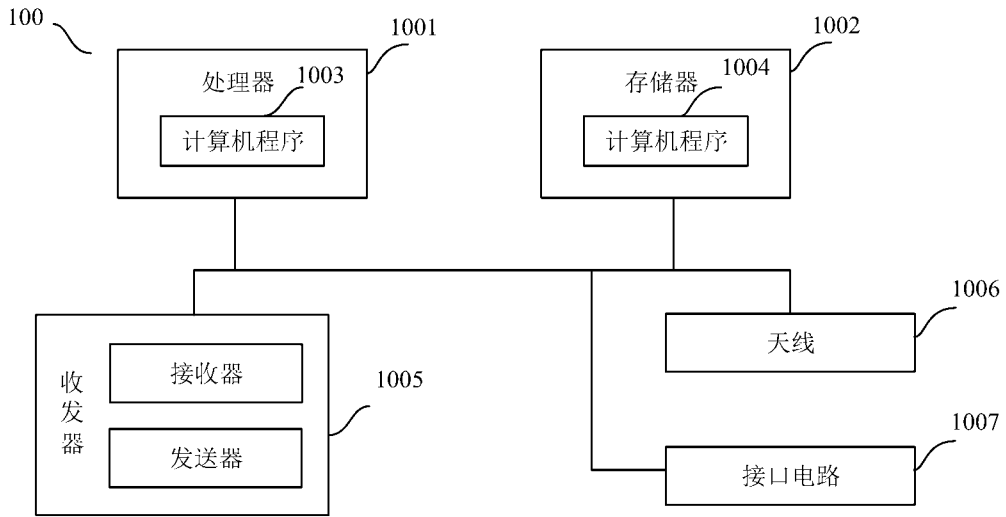 100
1001
处理器
1003
计算机程序
1002
存储器
1004
计算机程序
收发器
接收器
发送器
1005
1006
天线
1007
接口电路